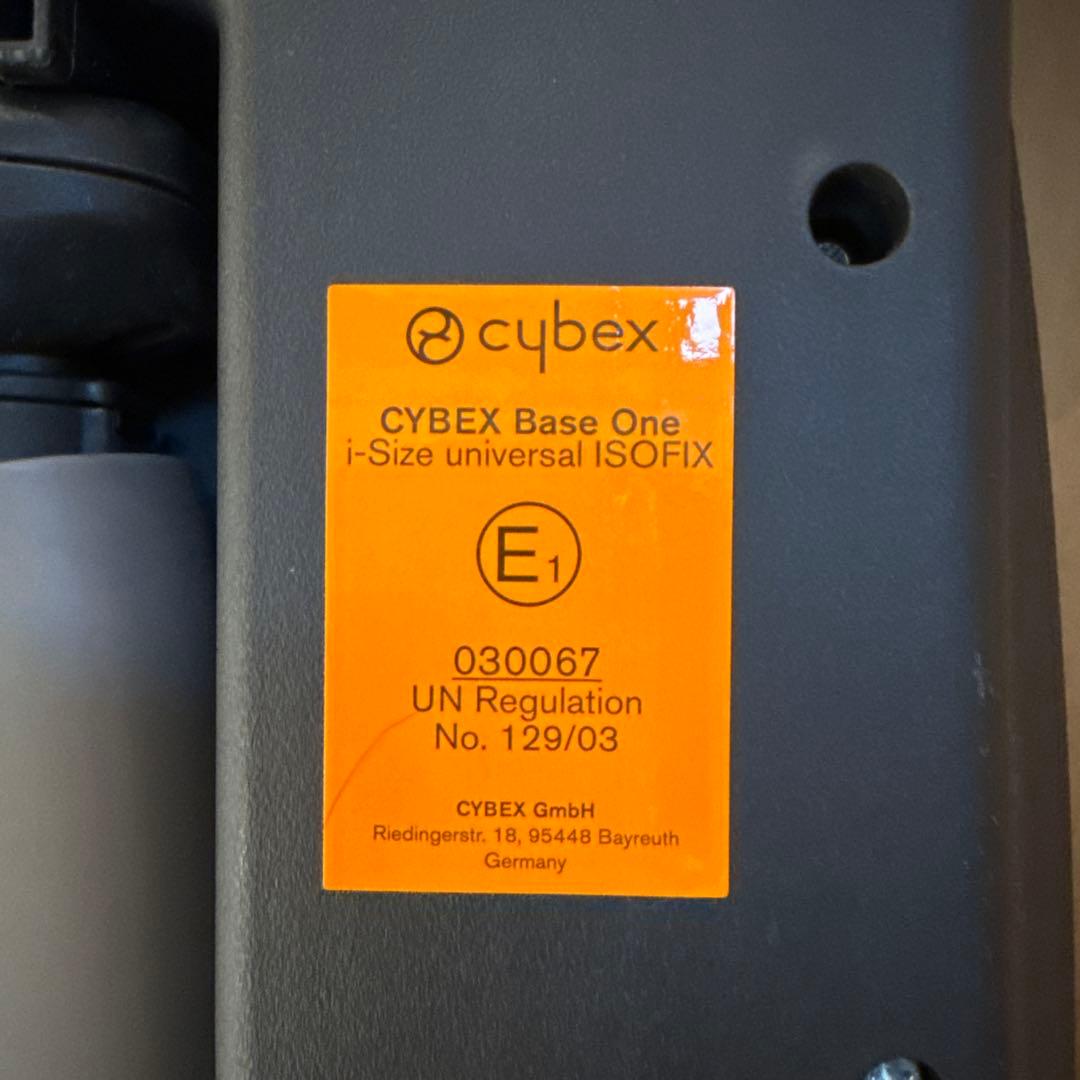 cybex
CYBEX Base One
i-Size universal ISOFIX
E1
030067
UN Regulation
No. 129/03
CYBEX GmbH
Riedingerstr. 18, 95448 Bayreuth
Germany